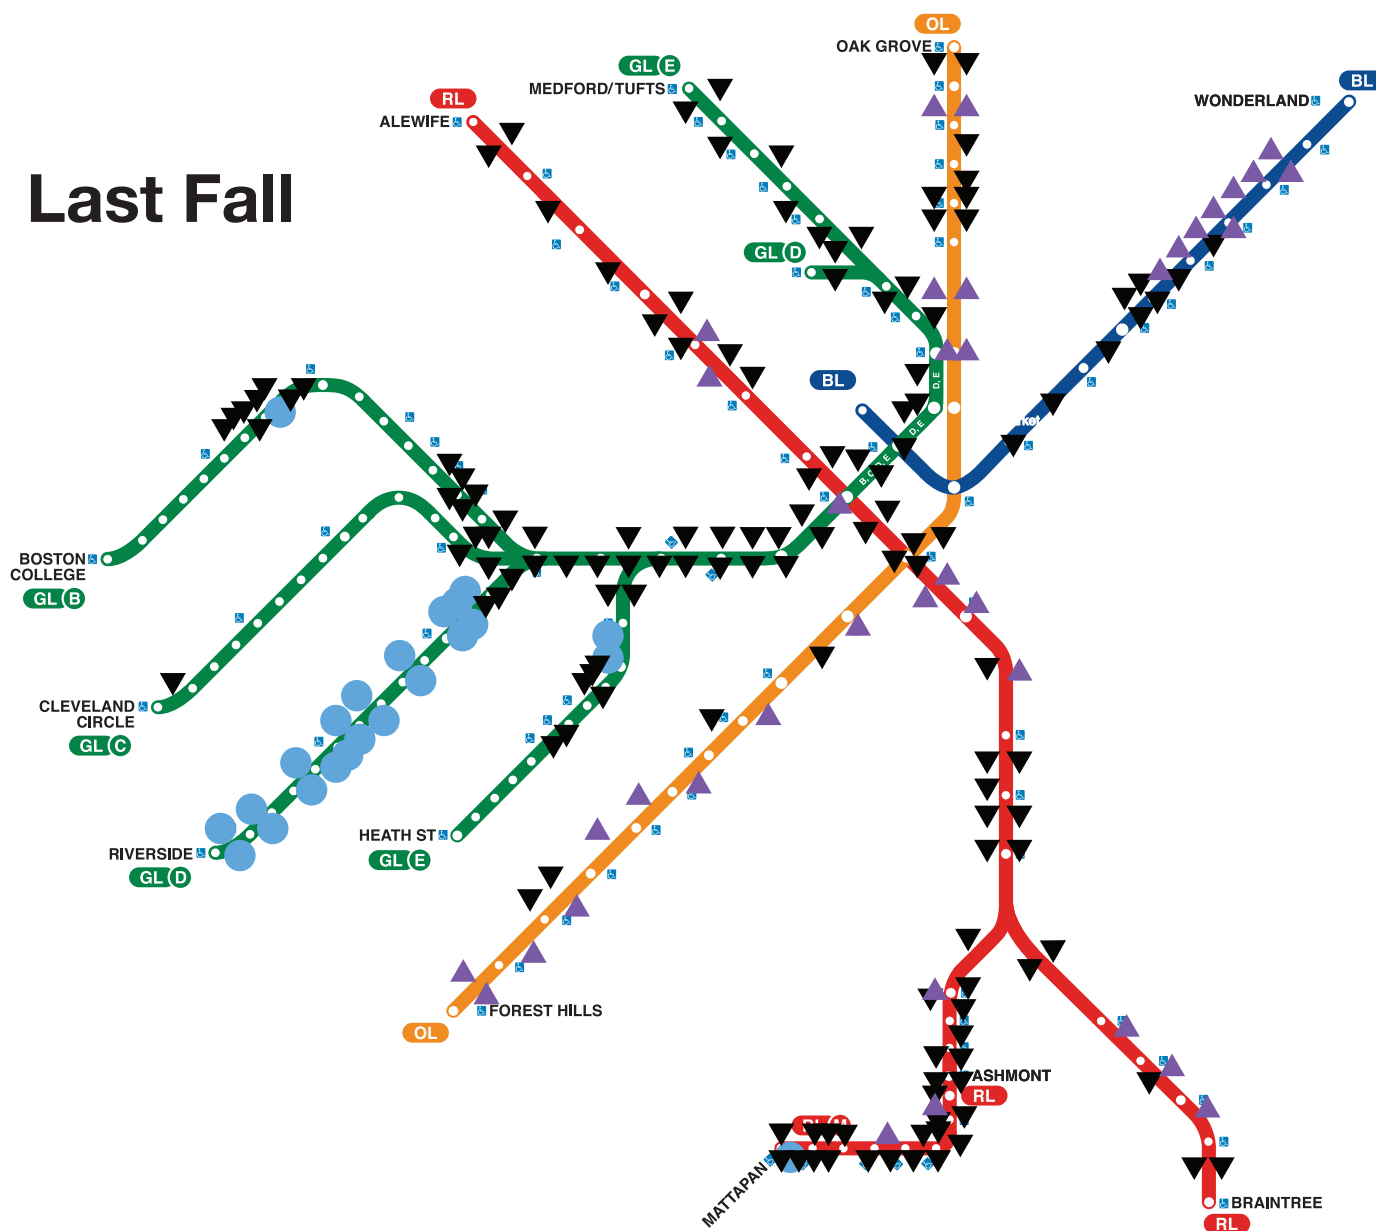 OL
OAK GROVE
GL E
MEDFORD/TUFTS
BL
WONDERLAND
RL
ALEWIFE
Last Fall
GL D
D, E
BL
rket
D, E
BOSTON
COLLEGE
GL B
CLEVELAND
CIRCLE
GL C
RIVERSIDE
GL D
HEATH ST
GL E
FOREST HILLS
OL
ASHMONT
RL
MATTAPAN
BRAINTREE
RL